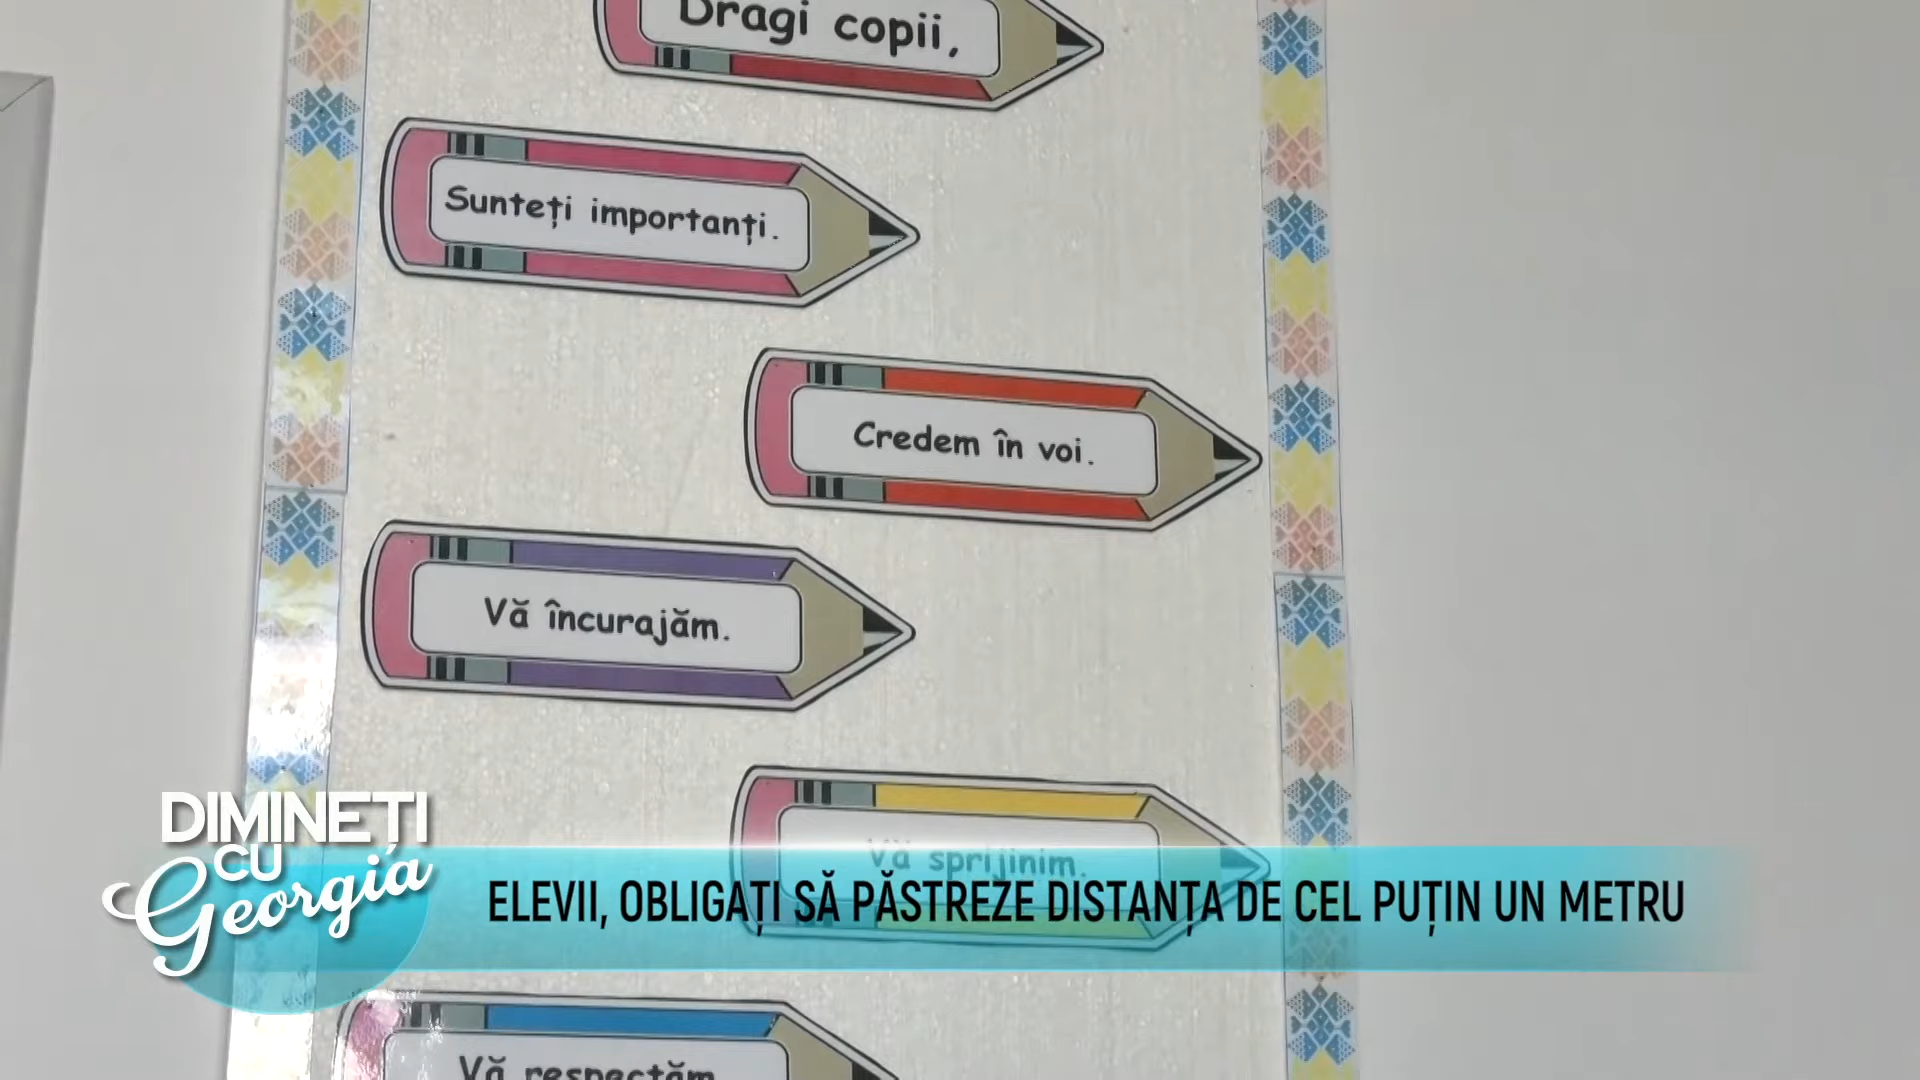 Dragi copii,
Sunteți importanți.
Credem în voi.
Vă încurajăm.
Vă sprijinim.
DIMINEȚI
CU
Georgia
ELEVII, OBLIGAȚI SĂ PĂSTREZE DISTANȚA DE CEL PUȚIN UN METRU
Vă respectăm